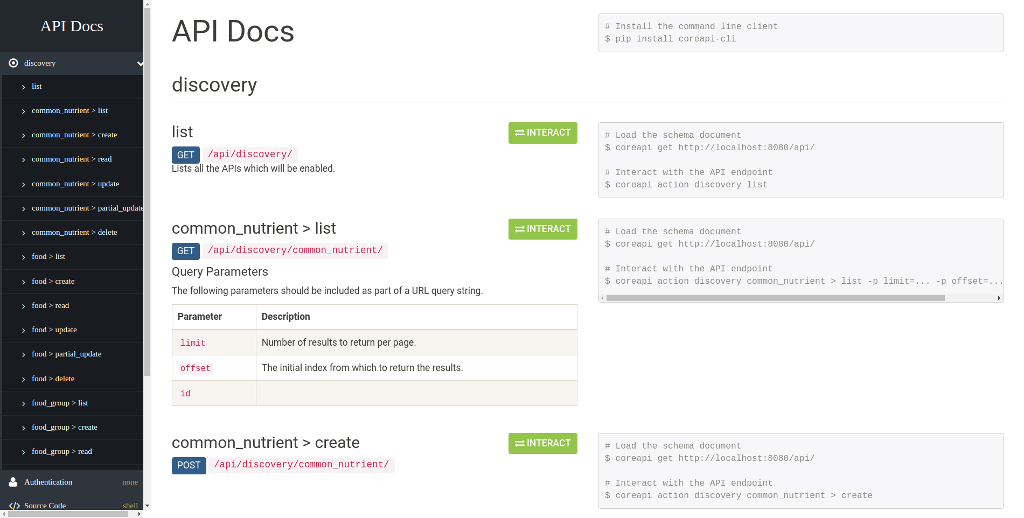 API Docs
discovery
list
common_nutrient > list
common_nutrient > create
common_nutrient > read
common_nutrient > update
common_nutrient > partial_update
common_nutrient > delete
food > list
food > create
food > read
food > update
food > partial_update
food > delete
food_group > list
food_group > create
food_group > read
Authentication none
Source Code shell
API Docs
# Install the command line client
$ pip install coreapi-cli
discovery
list
INTERACT
GET /api/discovery/
Lists all the APIs which will be enabled.
# Load the schema document
$ coreapi get http://localhost:8080/api/
# Interact with the API endpoint
$ coreapi action discovery list
common_nutrient > list
INTERACT
GET /api/discovery/common_nutrient/
Query Parameters
The following parameters should be included as part of a URL query string.
Parameter Description
limit Number of results to return per page.
offset The initial index from which to return the results.
id
# Load the schema document
$ coreapi get http://localhost:8080/api/
# Interact with the API endpoint
$ coreapi action discovery common_nutrient > list -p limit=... -p offset=...
common_nutrient > create
INTERACT
POST /api/discovery/common_nutrient/
# Load the schema document
$ coreapi get http://localhost:8080/api/
# Interact with the API endpoint
$ coreapi action discovery common_nutrient > create